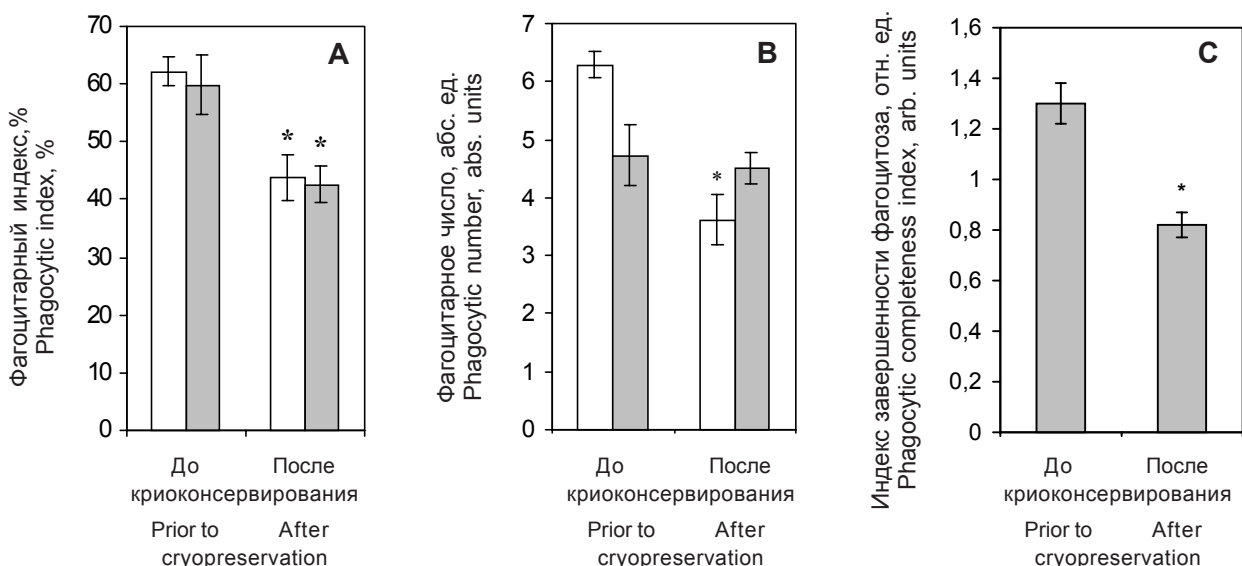 Фагоцитарный индекс,%
Phagocytic index, %
70
60
50
40
30
20
10
0
A
*
*
До
После
криоконсервирования
Prior to
After
cryopreservation
Фагоцитарное число, абс. ед.
Phagocytic number, abs. units
7
6
5
4
3
2
1
0
B
*
До
После
криоконсервирования
Prior to
After
cryopreservation
Индекс завершенности фагоцитоза, отн. ед.
Phagocytic completeness index, arb. units
1,6
1,4
1,2
1
0,8
0,6
0,4
0,2
0
C
*
До
После
криоконсервирования
Prior to
After
cryopreservation